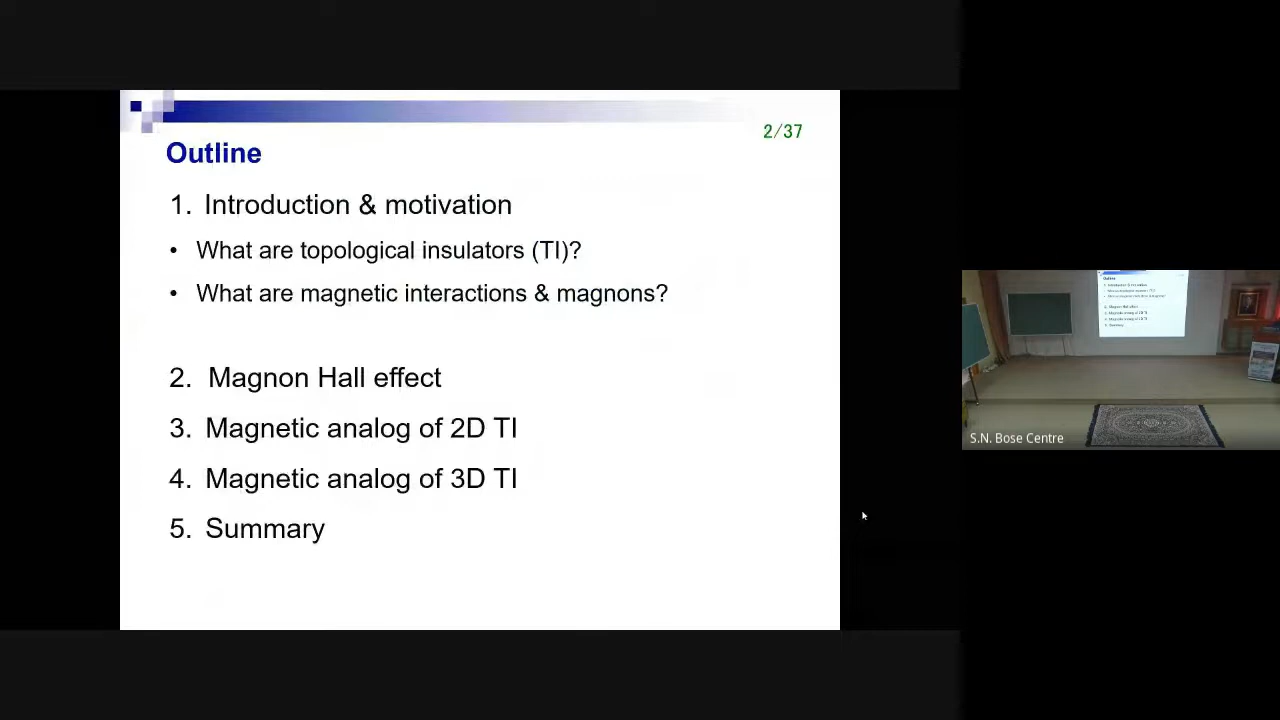 2/37
Outline
1. Introduction & motivation
• What are topological insulators (TI)?
• What are magnetic interactions & magnons?
2. Magnon Hall effect
3. Magnetic analog of 2D TI
4. Magnetic analog of 3D TI
5. Summary
S.N. Bose Centre